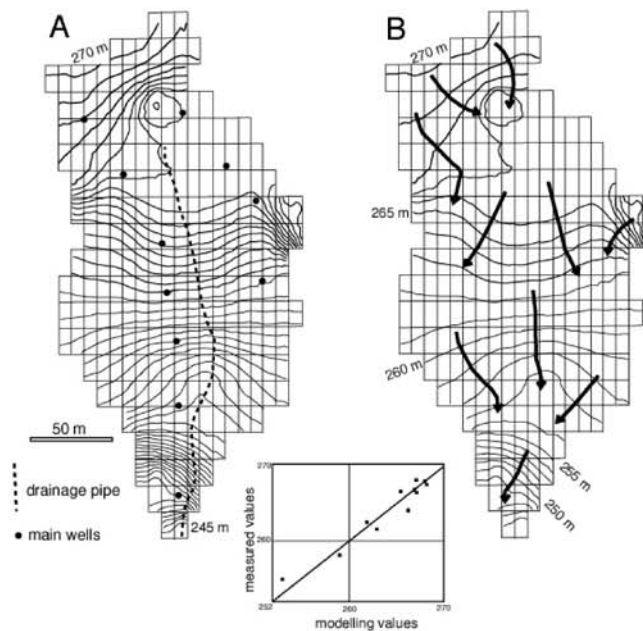 A
B
270 m
270 m
265 m
260 m
50 m
255 m
250 m
drainage pipe
245 m
main wells
270
260
252
measured values
252
260
270
modelling values